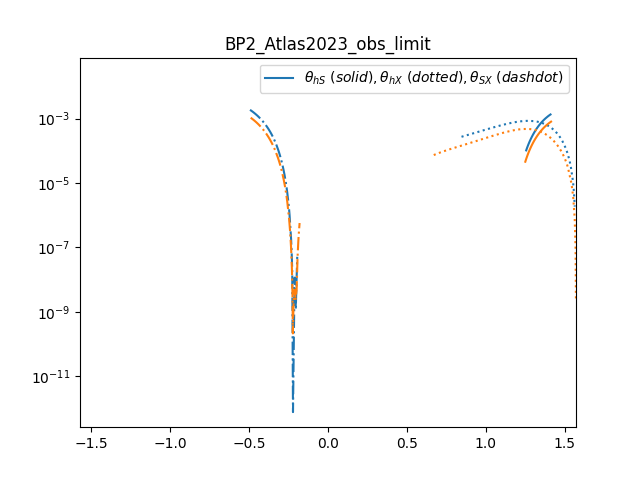 BP2_Atlas2023_obs_limit
θhS (solid), θhX (dotted), θSX (dashdot)
10⁻³
10⁻⁵
10⁻⁷
10⁻⁹
10⁻¹¹
−1.5 −1.0 −0.5 0.0 0.5 1.0 1.5